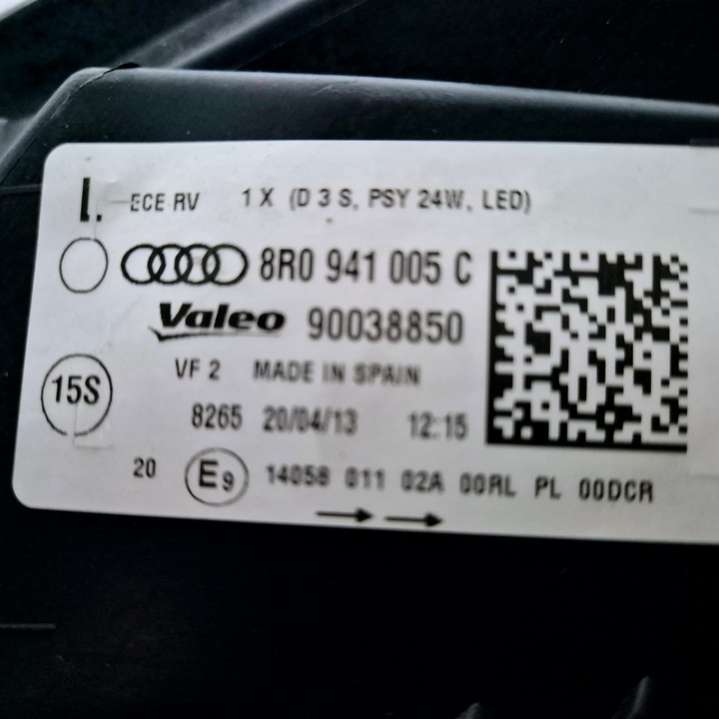 l. ECE RV 1 X (D 3 S, PSY 24W, LED)
8R0 941 005 C
Valeo 90038850
VF 2 MADE IN SPAIN
15S
8265 20/04/13 12:15
20 E9 14058 011 02A 00RL PL 00DCR